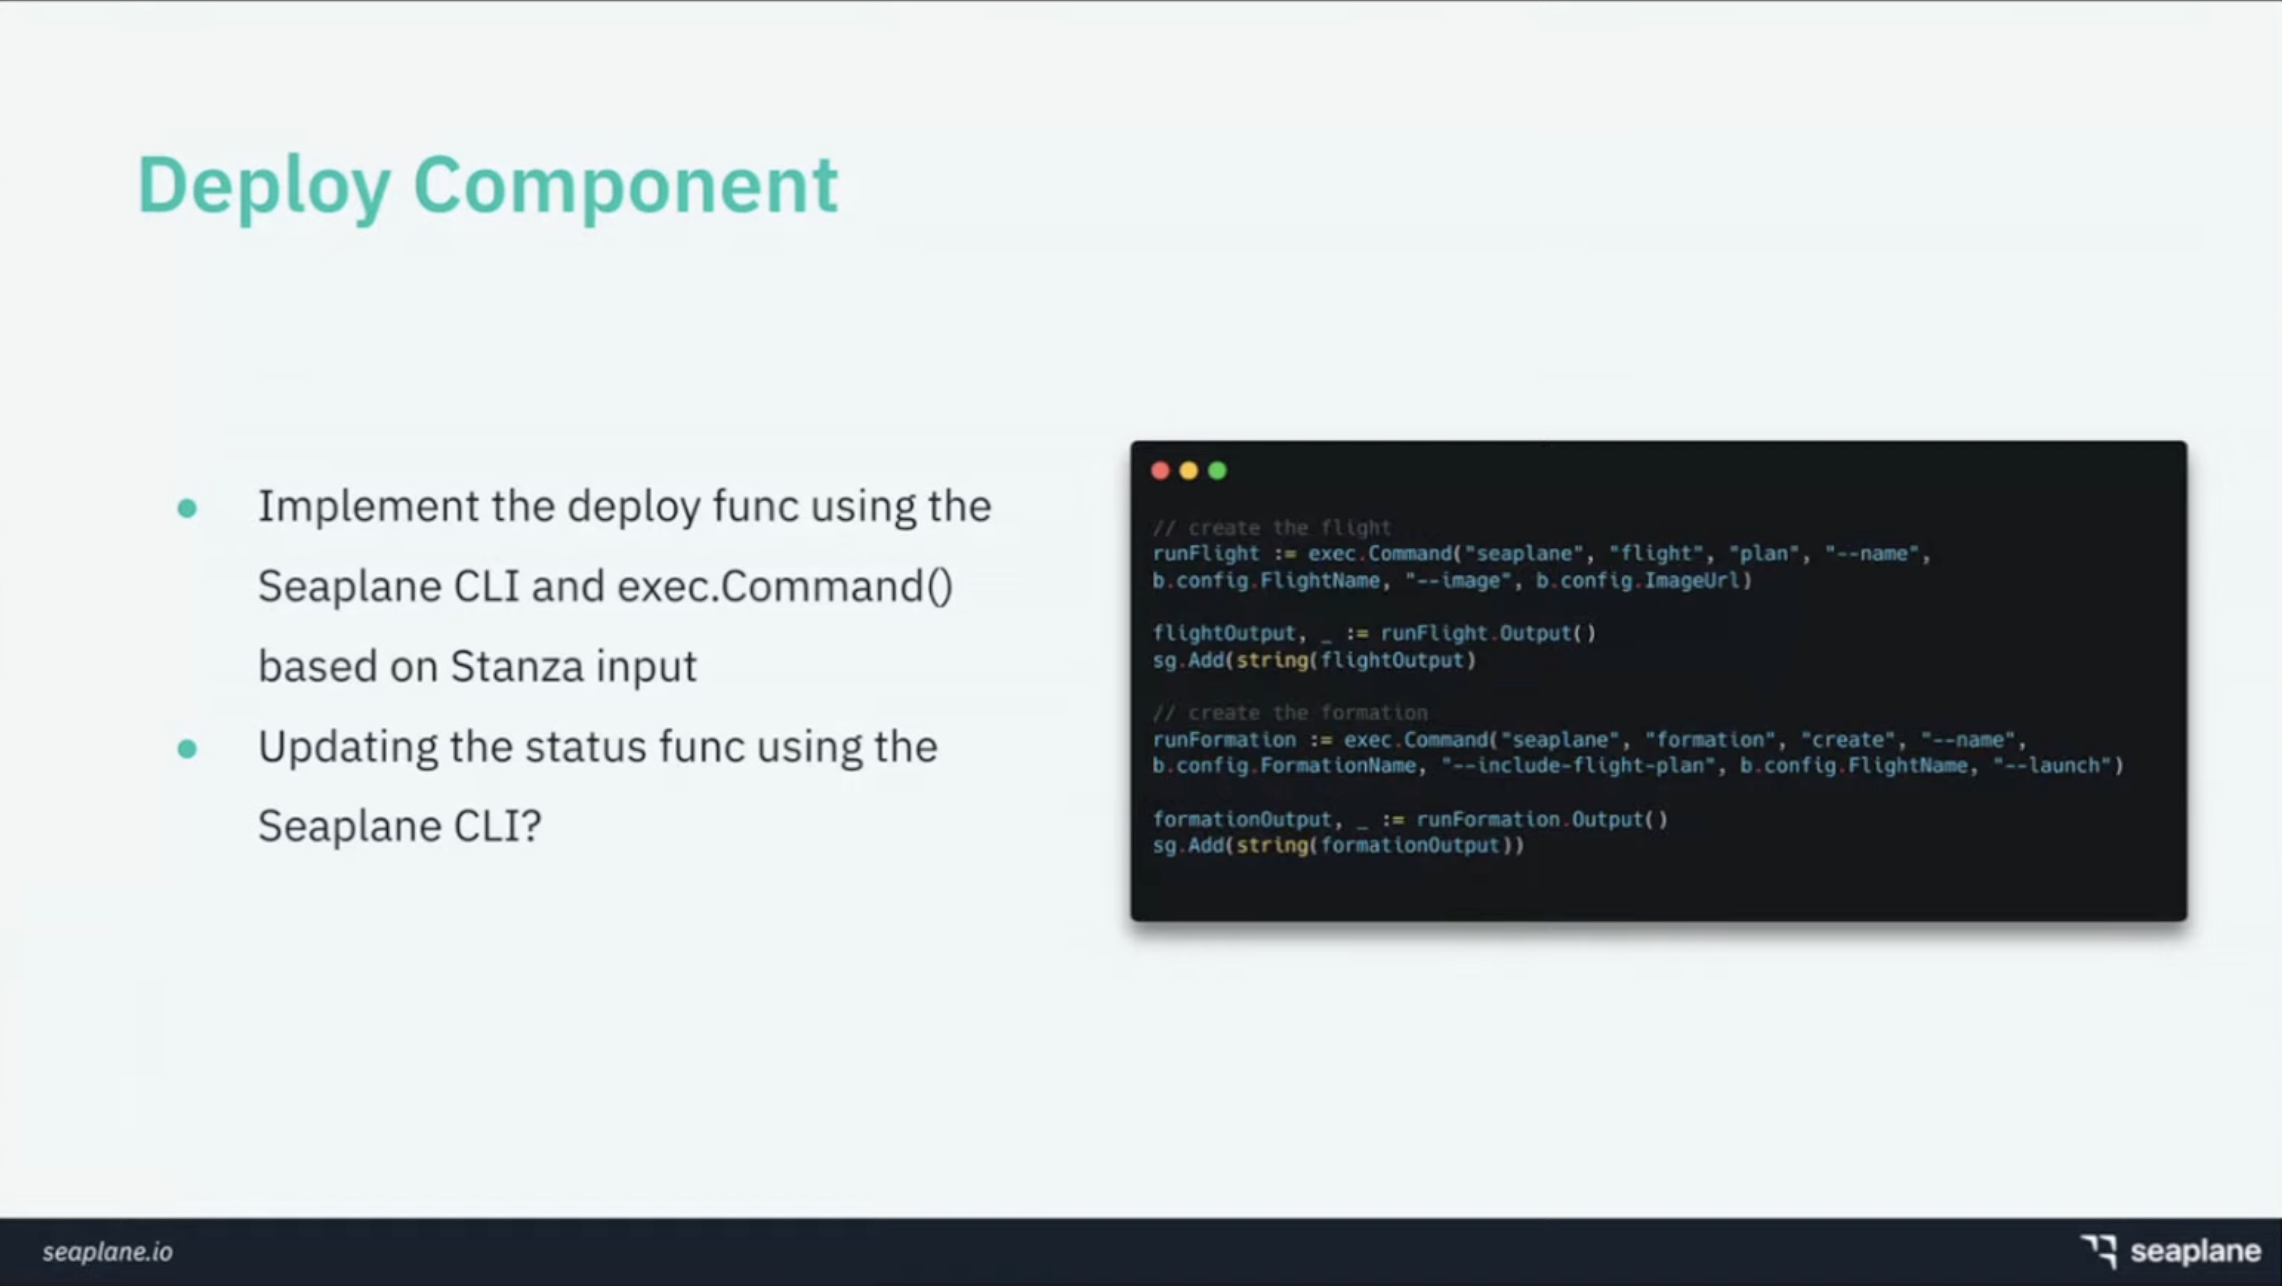 Deploy Component
● Implement the deploy func using the
Seaplane CLI and exec.Command()
based on Stanza input
● Updating the status func using the
Seaplane CLI?
// create the flight
runFlight := exec.Command("seaplane", "flight", "plan", "--name",
b.config.FlightName, "--image", b.config.ImageUrl)
flightOutput, _ := runFlight.Output()
sg.Add(string(flightOutput)
// create the formation
runFormation := exec.Command("seaplane", "formation", "create", "--name",
b.config.FormationName, "--include-flight-plan", b.config.FlightName, "--launch")
formationOutput, _ := runFormation.Output()
sg.Add(string(formationOutput))
seaplane.io
seaplane